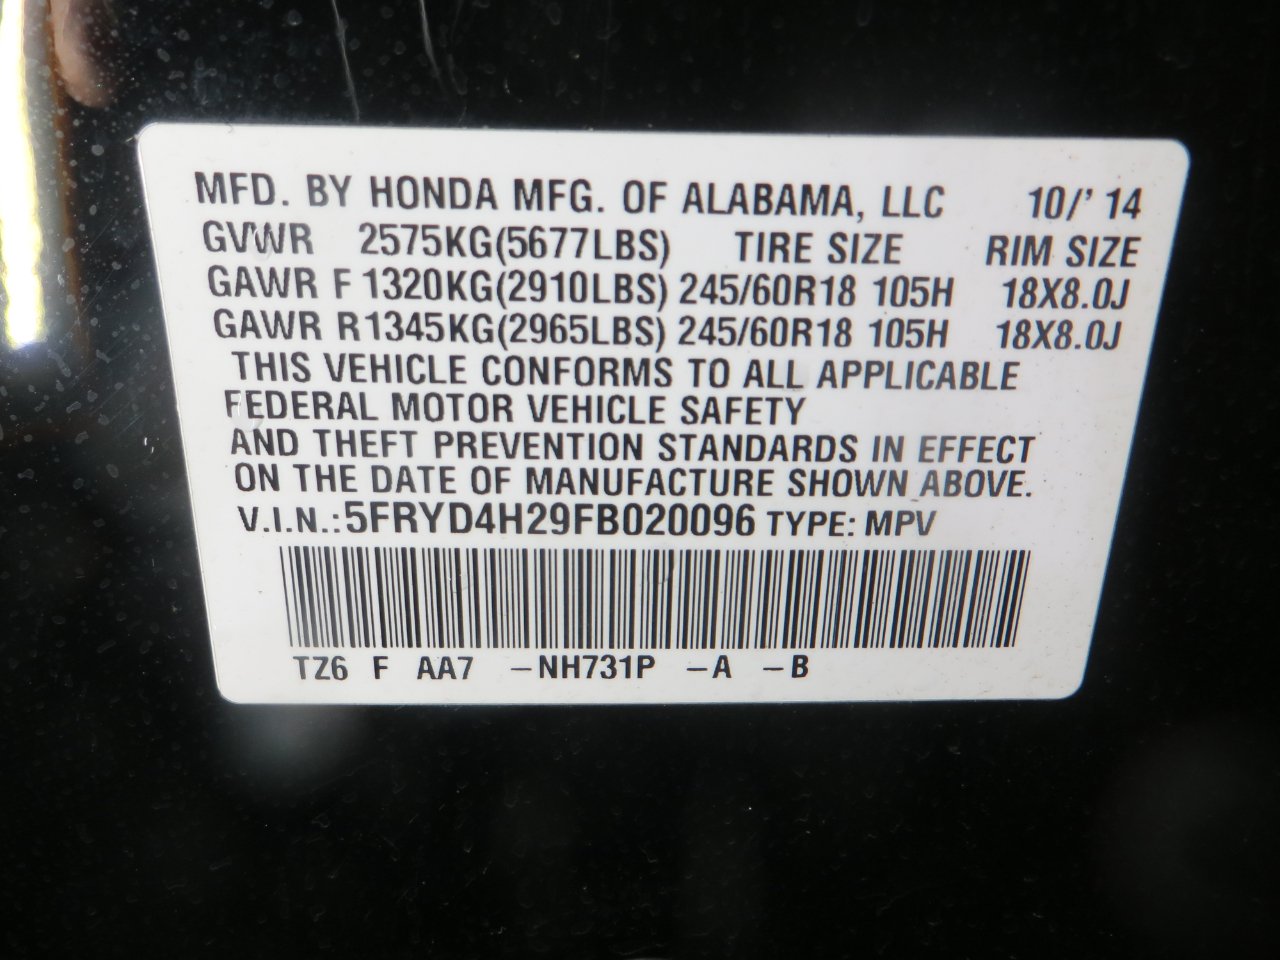 MFD. BY HONDA MFG. OF ALABAMA, LLC 10/' 14
GVWR 2575KG(5677LBS) TIRE SIZE RIM SIZE
GAWR F 1320KG(2910LBS) 245/60R18 105H 18X8.0J
GAWR R 1345KG(2965LBS) 245/60R18 105H 18X8.0J
THIS VEHICLE CONFORMS TO ALL APPLICABLE
FEDERAL MOTOR VEHICLE SAFETY
AND THEFT PREVENTION STANDARDS IN EFFECT
ON THE DATE OF MANUFACTURE SHOWN ABOVE.
V.I.N.:5FRYD4H29FB020096 TYPE: MPV
TZ6 F AA7 –NH731P –A –B